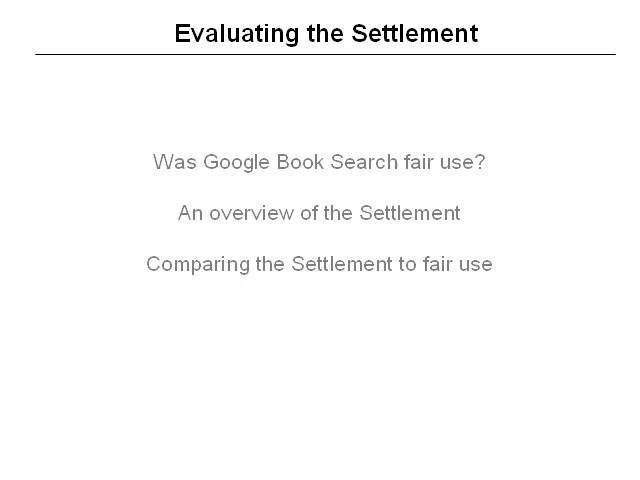 Evaluating the Settlement
Was Google Book Search fair use?
An overview of the Settlement
Comparing the Settlement to fair use